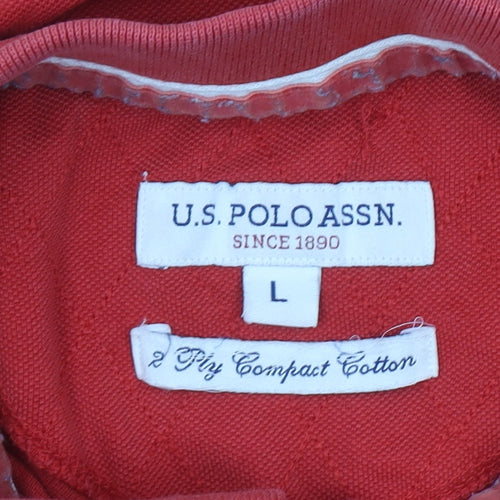 U.S. POLO ASSN.
SINCE 1890
L
2 Ply Compact Cotton